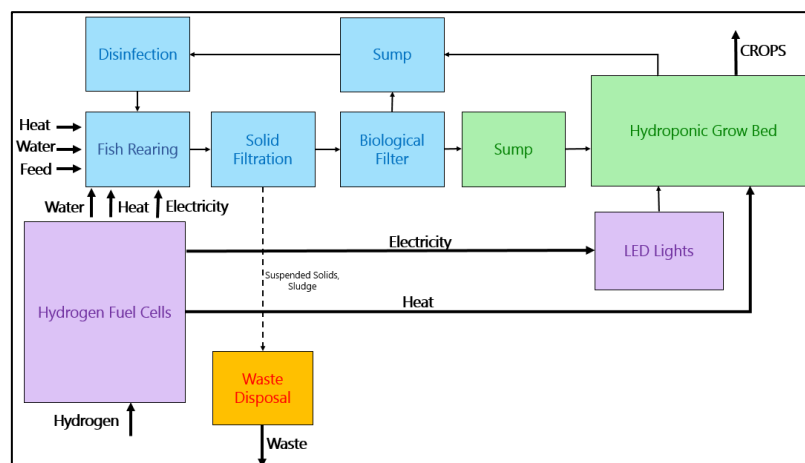 Disinfection
Sump
CROPS
Heat
Water
Feed
Fish Rearing
Solid
Filtration
Biological
Filter
Sump
Hydroponic Grow Bed
Water
Heat
Electricity
Electricity
LED Lights
Suspended Solids,
Sludge
Hydrogen Fuel Cells
Heat
Waste
Disposal
Hydrogen
Waste